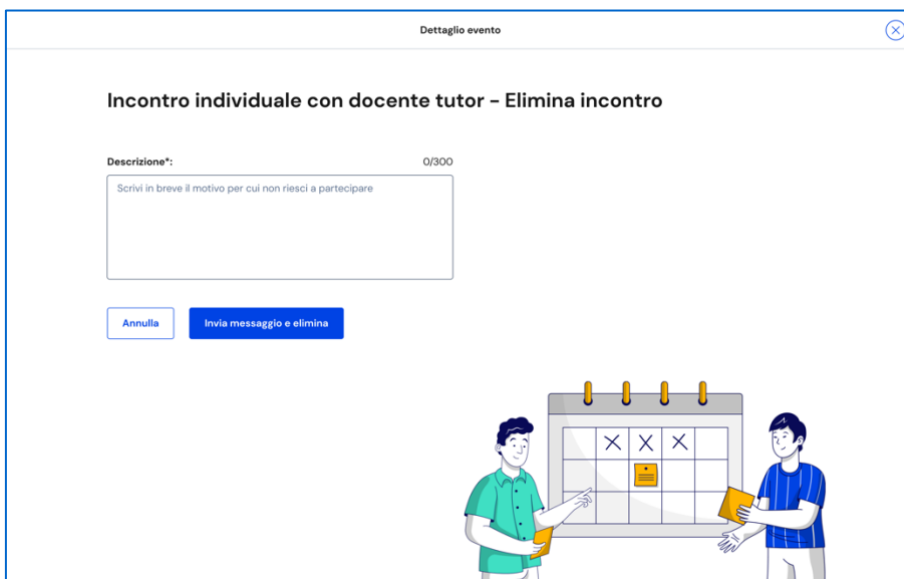 Dettaglio evento
Incontro individuale con docente tutor - Elimina incontro
Descrizione*: 0/300
Scrivi in breve il motivo per cui non riesci a partecipare
Annulla Invia messaggio e elimina